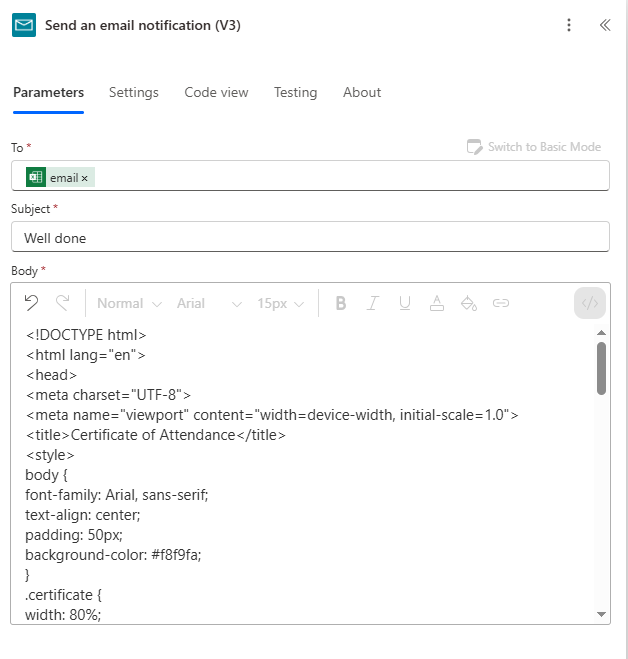 Send an email notification (V3)
Parameters Settings Code view Testing About
To *
Switch to Basic Mode
email ×
Subject *
Well done
Body *
Normal Arial 15px B I U A </>
<!DOCTYPE html>
<html lang="en">
<head>
<meta charset="UTF-8">
<meta name="viewport" content="width=device-width, initial-scale=1.0">
<title>Certificate of Attendance</title>
<style>
body {
font-family: Arial, sans-serif;
text-align: center;
padding: 50px;
background-color: #f8f9fa;
}
.certificate {
width: 80%;